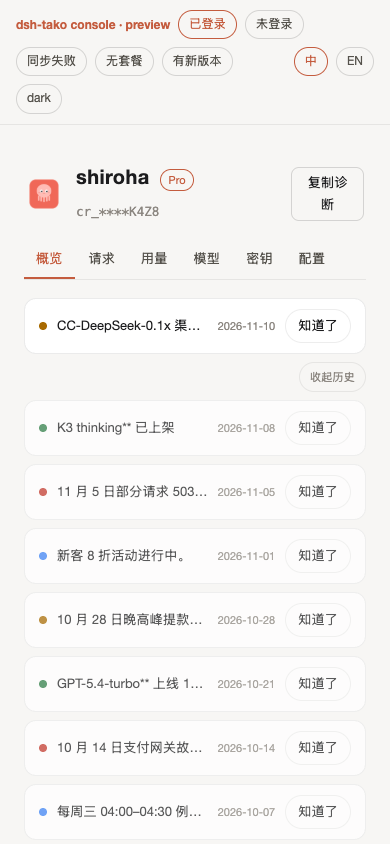 dsh-tako console · preview 已登录 未登录
同步失败 无套餐 有新版本 中 EN
dark
shiroha Pro
cr_****K4Z8
复制诊
断
概览 请求 用量 模型 密钥 配置
CC-DeepSeek-0.1x 渠... 2026-11-10 知道了
收起历史
K3 thinking** 已上架 2026-11-08 知道了
11 月 5 日部分请求 503... 2026-11-05 知道了
新客 8 折活动进行中。 2026-11-01 知道了
10 月 28 日晚高峰提款... 2026-10-28 知道了
GPT-5.4-turbo** 上线 1... 2026-10-21 知道了
10 月 14 日支付网关故... 2026-10-14 知道了
每周三 04:00–04:30 例... 2026-10-07 知道了